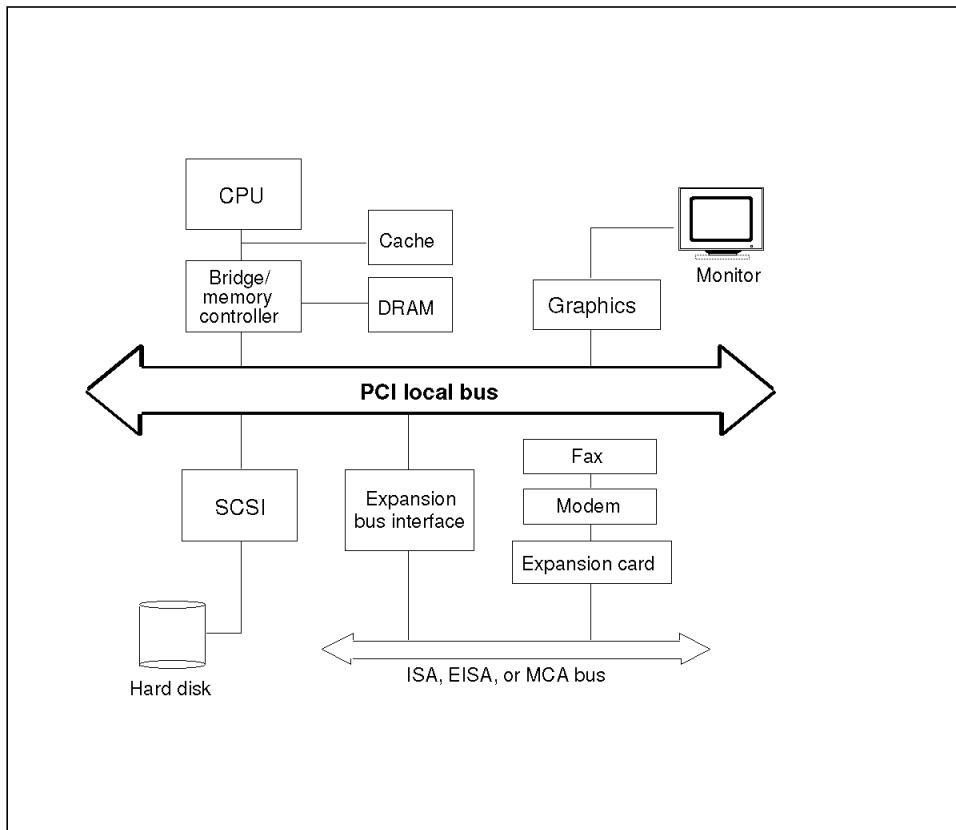 CPU
Cache
Bridge/
memory
controller
DRAM
Monitor
Graphics
PCI local bus
SCSI
Expansion
bus interface
Fax
Modem
Expansion card
Hard disk
ISA, EISA, or MCA bus